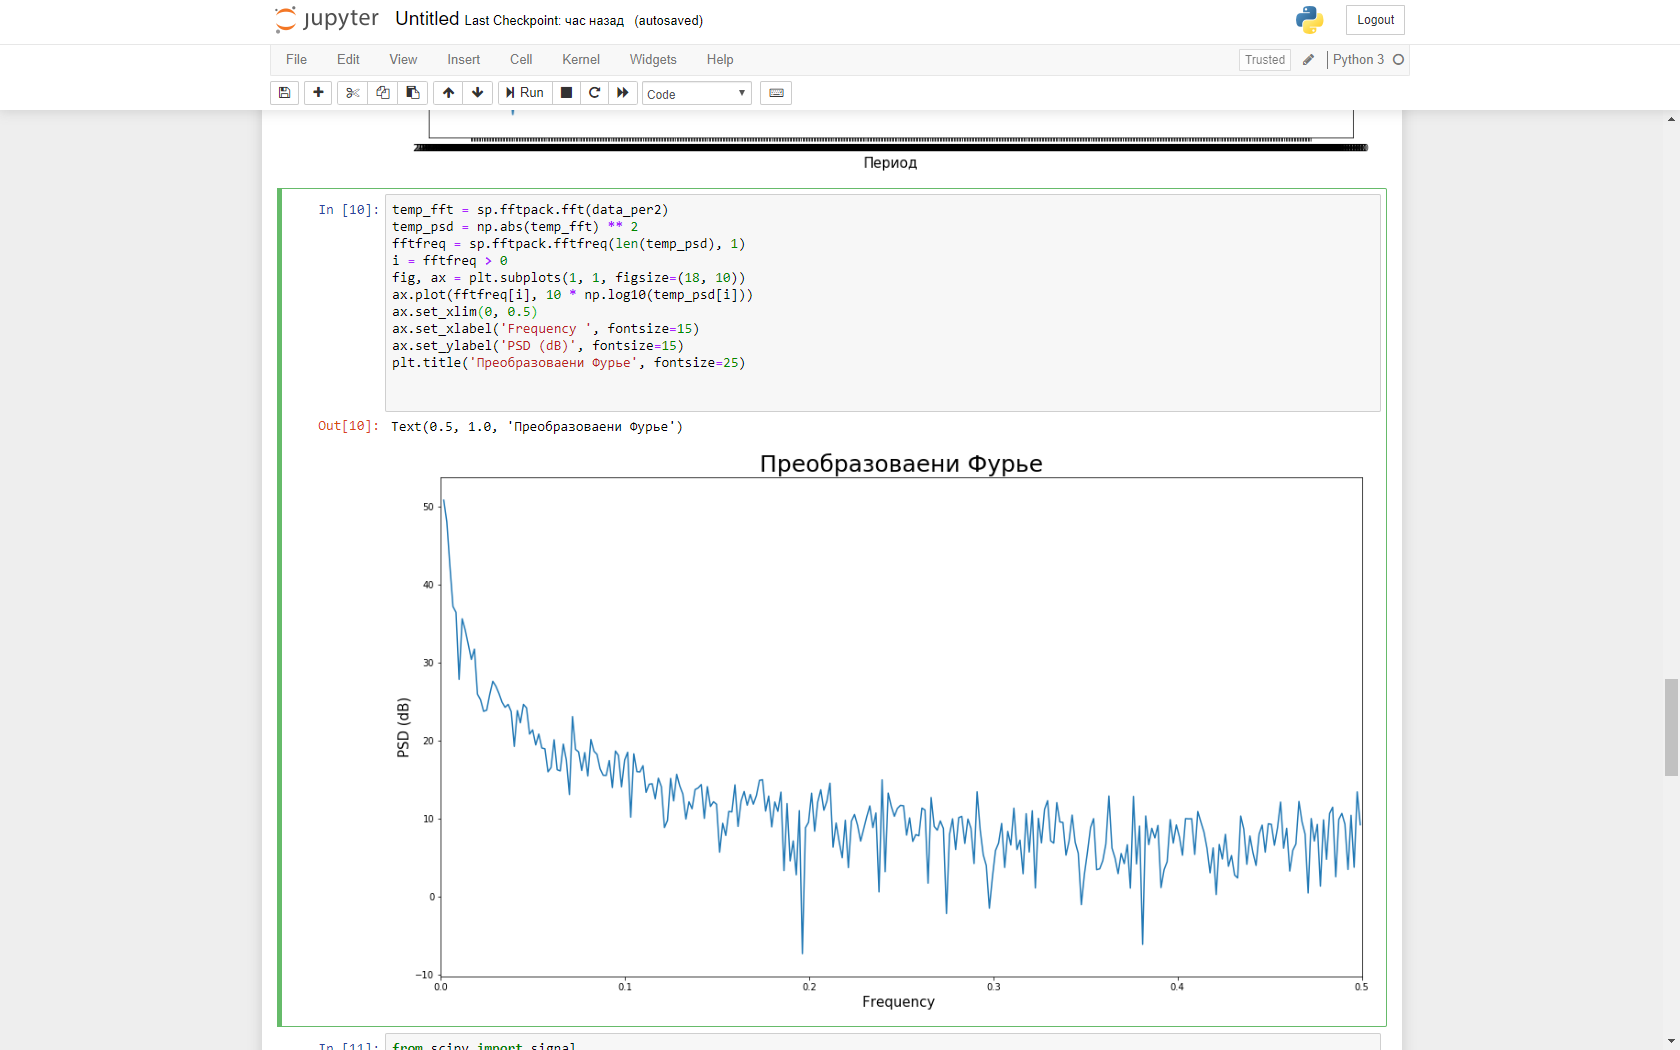 jupyter Untitled Last Checkpoint: час назад (autosaved) Logout
File Edit View Insert Cell Kernel Widgets Help Trusted Python 3
Run Code
Период
In [10]:
temp_fft = sp.fftpack.fft(data_per2)
temp_psd = np.abs(temp_fft) ** 2
fftfreq = sp.fftpack.fftfreq(len(temp_psd), 1)
i = fftfreq > 0
fig, ax = plt.subplots(1, 1, figsize=(18, 10))
ax.plot(fftfreq[i], 10 * np.log10(temp_psd[i]))
ax.set_xlim(0, 0.5)
ax.set_xlabel('Frequency ', fontsize=15)
ax.set_ylabel('PSD (dB)', fontsize=15)
plt.title('Преобразоваени Фурье', fontsize=25)
Out[10]: Text(0.5, 1.0, 'Преобразоваени Фурье')
Преобразоваени Фурье
50
40
30
20
10
0
−10
PSD (dB)
0.0 0.1 0.2 0.3 0.4 0.5
Frequency
In [11]: from scipy import signal